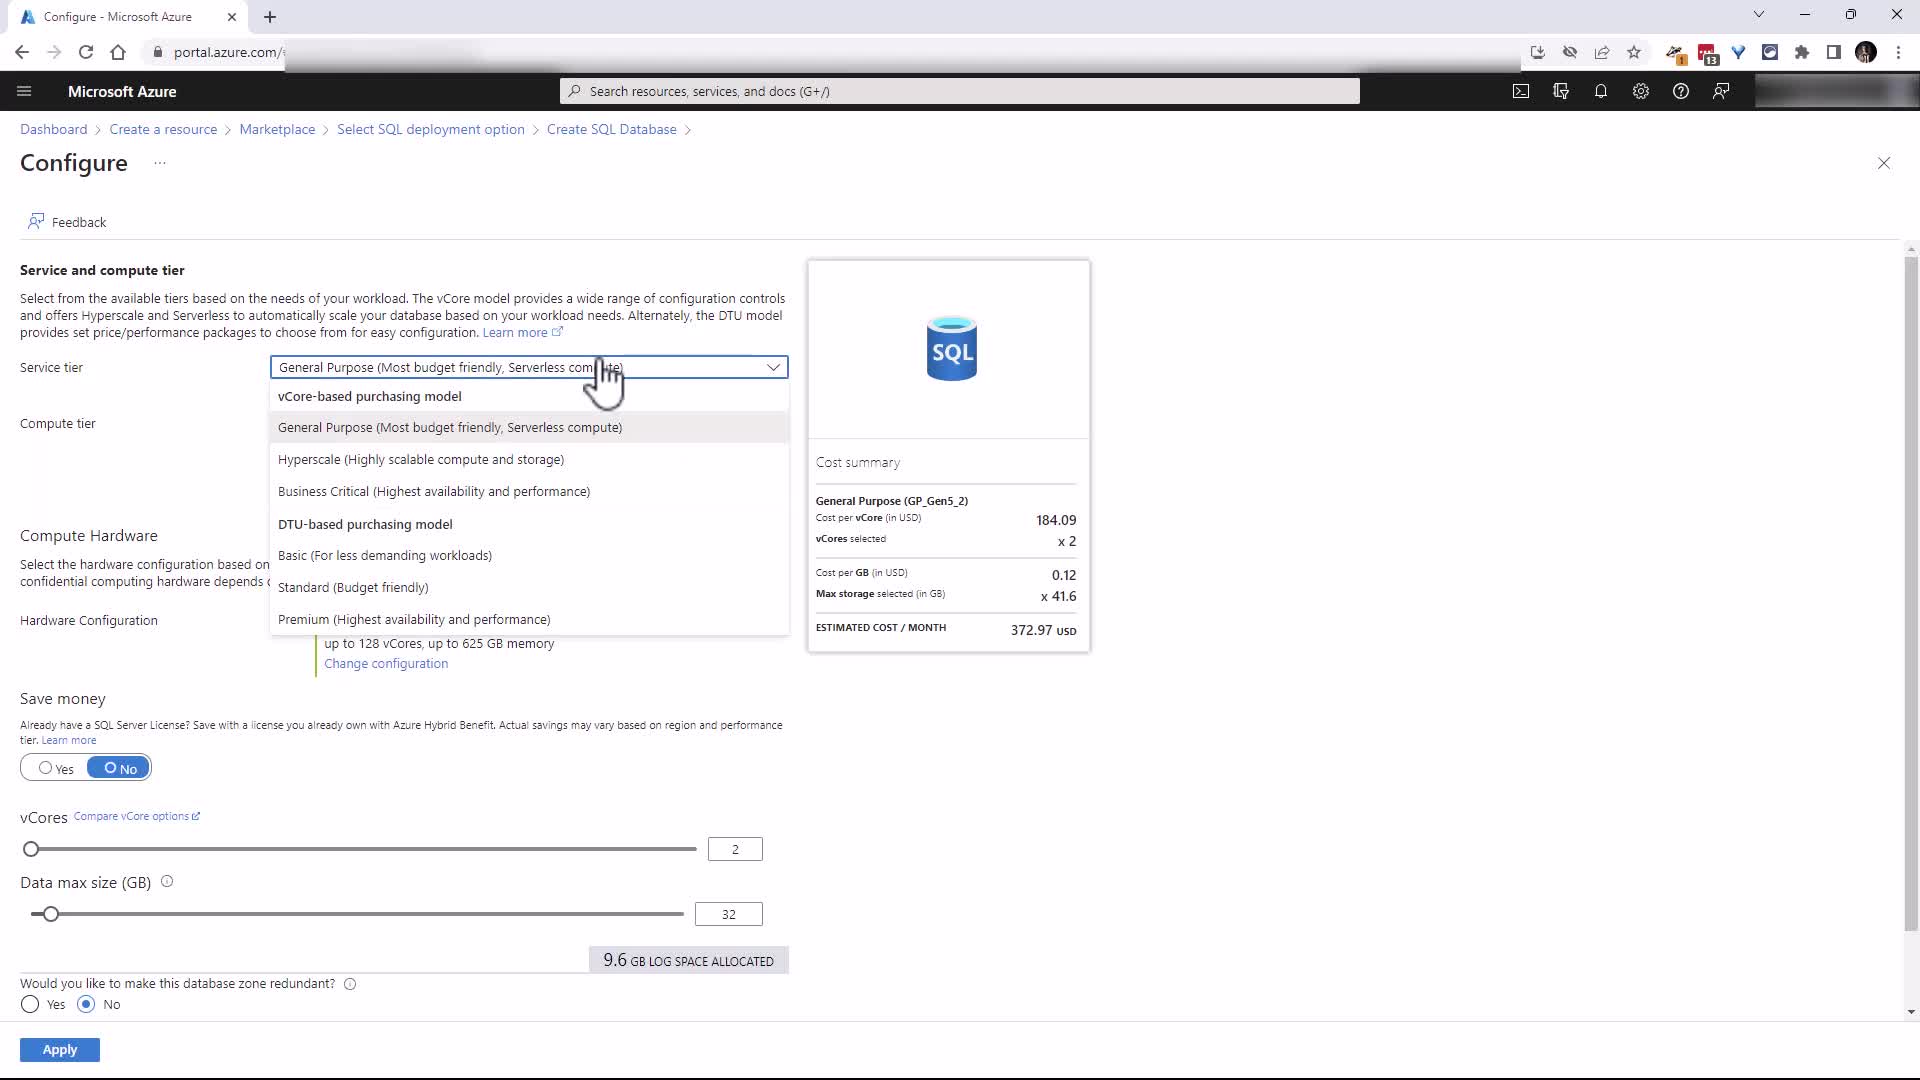 Configure - Microsoft Azure
portal.azure.com/
1
13
Microsoft Azure
Search resources, services, and docs (G+/)
Dashboard > Create a resource > Marketplace > Select SQL deployment option > Create SQL Database >
Configure ...
Feedback
Service and compute tier
Select from the available tiers based on the needs of your workload. The vCore model provides a wide range of configuration controls
and offers Hyperscale and Serverless to automatically scale your database based on your workload needs. Alternately, the DTU model
provides set price/performance packages to choose from for easy configuration. Learn more
Service tier
General Purpose (Most budget friendly, Serverless compute)
vCore-based purchasing model
General Purpose (Most budget friendly, Serverless compute)
Compute tier
Hyperscale (Highly scalable compute and storage)
Business Critical (Highest availability and performance)
DTU-based purchasing model
Basic (For less demanding workloads)
Standard (Budget friendly)
Premium (Highest availability and performance)
Compute Hardware
Select the hardware configuration based on
confidential computing hardware depends
Hardware Configuration
up to 128 vCores, up to 625 GB memory
Change configuration
Save money
Already have a SQL Server License? Save with a license you already own with Azure Hybrid Benefit. Actual savings may vary based on region and performance
tier. Learn more
Yes No
vCores Compare vCore options
2
Data max size (GB)
32
9.6 GB LOG SPACE ALLOCATED
Would you like to make this database zone redundant?
Yes No
Apply
SQL
Cost summary
General Purpose (GP_Gen5_2)
Cost per vCore (in USD) 184.09
vCores selected x 2
Cost per GB (in USD) 0.12
Max storage selected (in GB) x 41.6
ESTIMATED COST / MONTH 372.97 USD